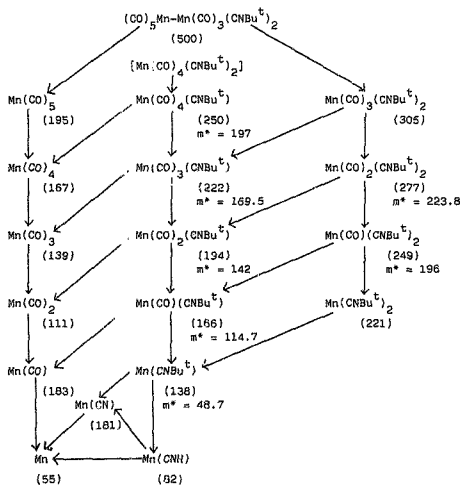 (CO)5Mn-Mn(CO)3(CNBut)2
(500)
[Mn(CO)4(CNBut)2]
Mn(CO)5 Mn(CO)4(CNBut) Mn(CO)3(CNBut)2
(195) (250) (305)
m* = 197
Mn(CO)4 Mn(CO)3(CNBut) Mn(CO)2(CNBut)2
(167) (222) (277)
m* = 169.5 m* = 223.8
Mn(CO)3 Mn(CO)2(CNBut) Mn(CO)(CNBut)2
(139) (194) (249)
m* = 142 m* = 196
Mn(CO)2 Mn(CO)(CNBut) Mn(CNBut)2
(111) (166) (221)
m* = 114.7
Mn(CO) Mn(CNBut)
(183) (138)
Mn(CN) m* = 48.7
(181)
Mn Mn(CNH)
(55) (82)